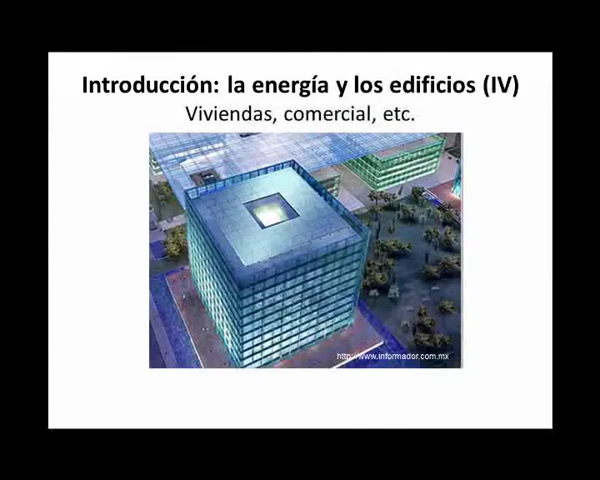 Introducción: la energía y los edificios (IV)
Viviendas, comercial, etc.
http://www.informador.com.mx